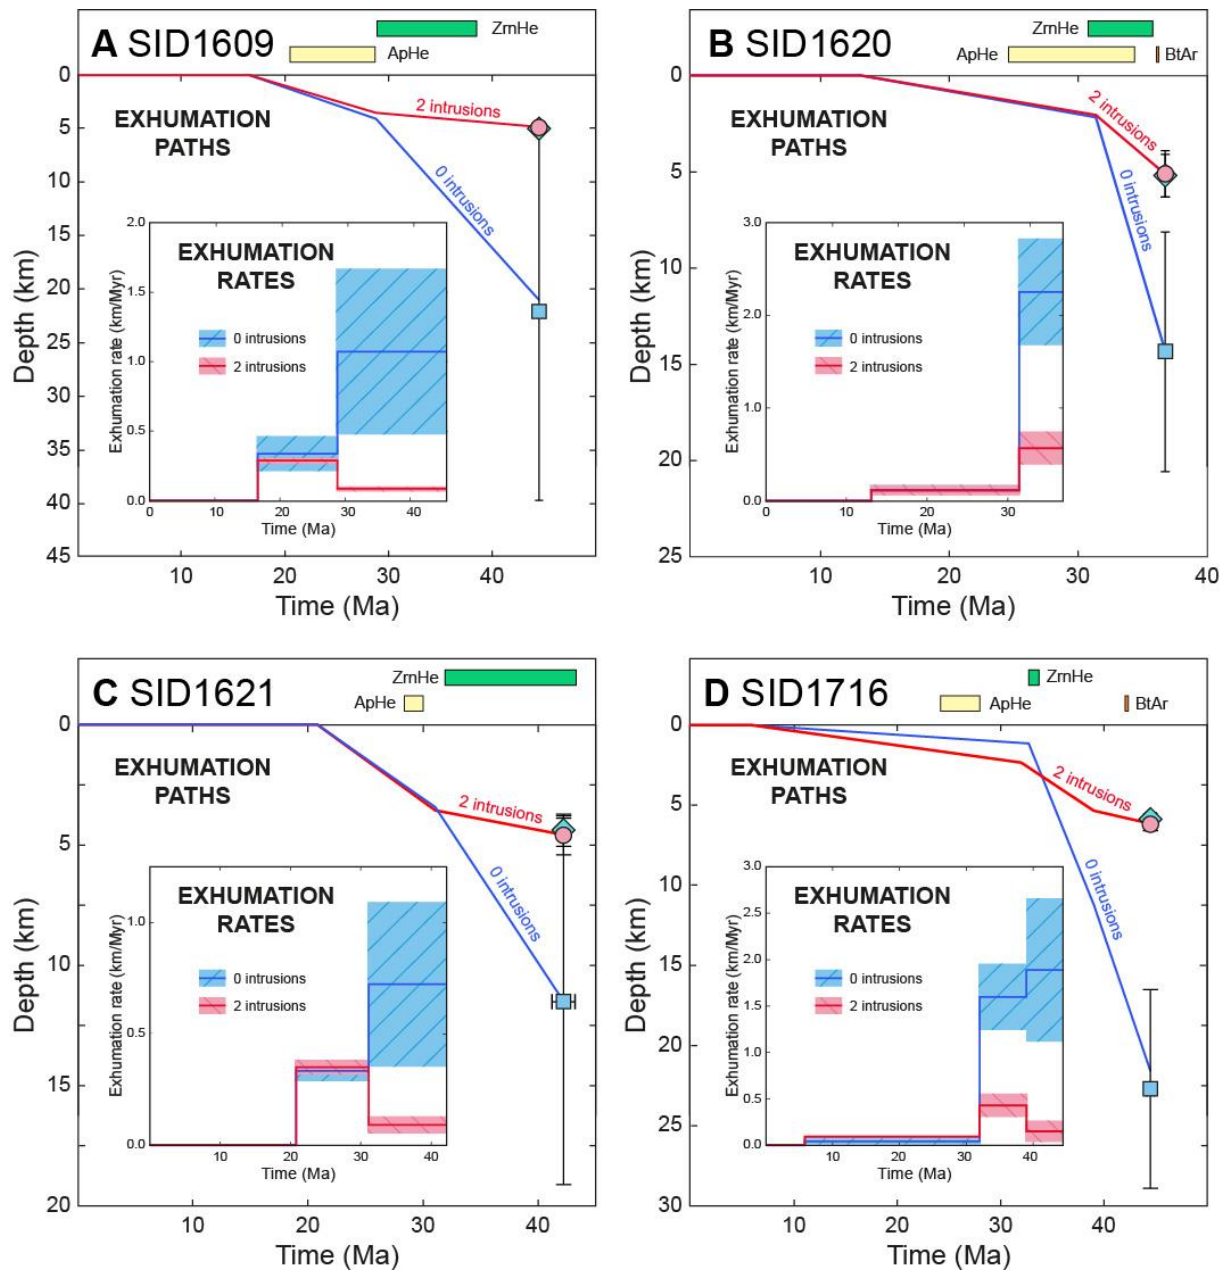 A SID1609
ZrnHe
ApHe
0
5
10
15
20
25
30
35
40
45
Depth (km)
EXHUMATION
PATHS
2 intrusions
0 intrusions
EXHUMATION
RATES
0 intrusions
2 intrusions
2.0
1.5
1.0
0.5
0.0
Exhumation rate (km/Myr)
0 10 20 30 40
Time (Ma)
10 20 30 40
Time (Ma)
B SID1620
ZrnHe
ApHe
BtAr
0
5
10
15
20
25
Depth (km)
EXHUMATION
PATHS
2 intrusions
0 intrusions
EXHUMATION
RATES
0 intrusions
2 intrusions
3.0
2.0
1.0
0.0
Exhumation rate (km/Myr)
0 10 20 30
Time (Ma)
10 20 30 40
Time (Ma)
C SID1621
ZrnHe
ApHe
0
5
10
15
20
Depth (km)
EXHUMATION
PATHS
2 intrusions
0 intrusions
EXHUMATION
RATES
0 intrusions
2 intrusions
1.0
0.5
0.0
Exhumation rate (km/Myr)
0 10 20 30 40
Time (Ma)
10 20 30 40
Time (Ma)
D SID1716
ZrnHe
ApHe
BtAr
0
5
10
15
20
25
30
Depth (km)
EXHUMATION
PATHS
2 intrusions
0 intrusions
EXHUMATION
RATES
0 intrusions
2 intrusions
3.0
2.5
2.0
1.5
1.0
0.5
0.0
Exhumation rate (km/Myr)
0 10 20 30 40
Time (Ma)
10 20 30 40
Time (Ma)